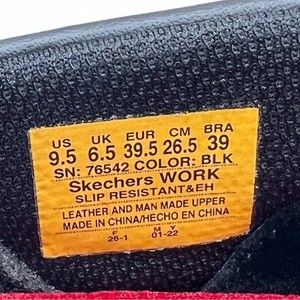 US UK EUR CM BRA
9.5 6.5 39.5 26.5 39
SN: 76542 COLOR: BLK
Skechers WORK
SLIP RESISTANT&EH
LEATHER AND MAN MADE UPPER
MADE IN CHINA/HECHO EN CHINA
F M Y
26-1 01-22